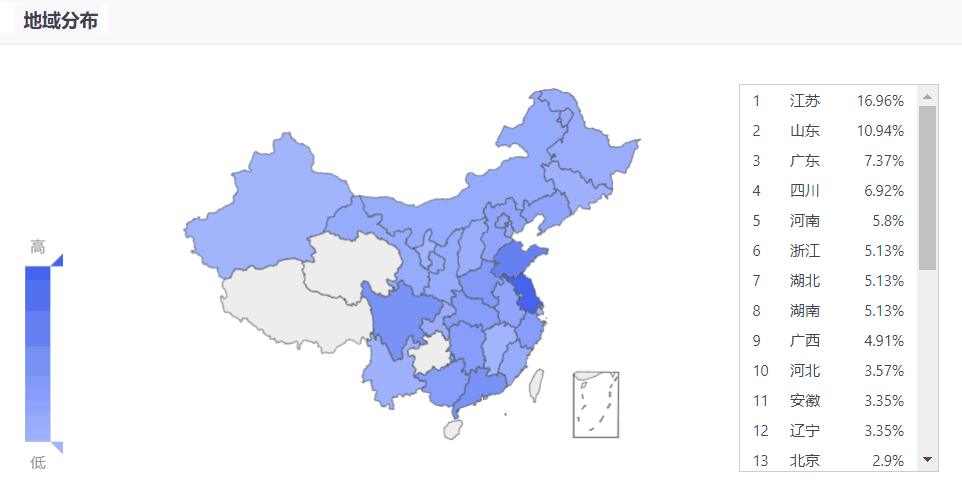 地域分布
高
低
1 江苏 16.96%
2 山东 10.94%
3 广东 7.37%
4 四川 6.92%
5 河南 5.8%
6 浙江 5.13%
7 湖北 5.13%
8 湖南 5.13%
9 广西 4.91%
10 河北 3.57%
11 安徽 3.35%
12 辽宁 3.35%
13 北京 2.9%